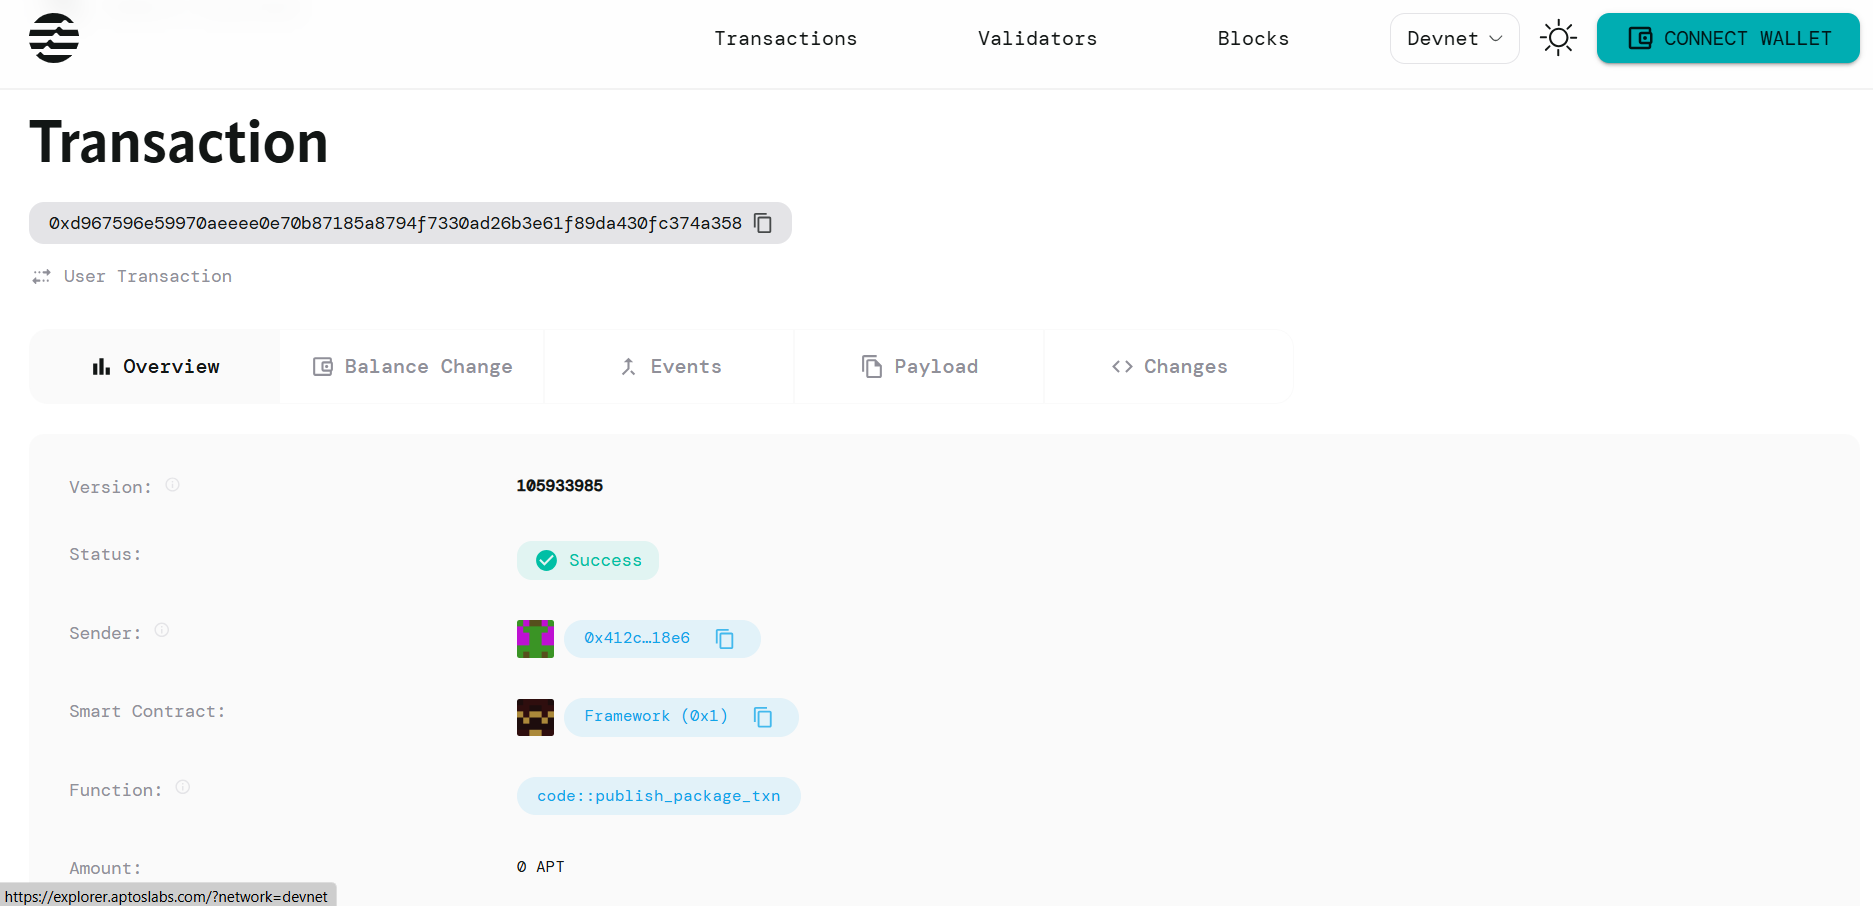 Transactions
Validators
Blocks
Devnet
CONNECT WALLET
Transaction
0xd967596e59970aeeee0e70b87185a8794f7330ad26b3e61f89da430fc374a358
User Transaction
Overview
Balance Change
Events
Payload
Changes
Version: 105933985
Status: Success
Sender: 0x412c…18e6
Smart Contract: Framework (0x1)
Function: code::publish_package_txn
Amount: 0 APT
https://explorer.aptoslabs.com/?network=devnet